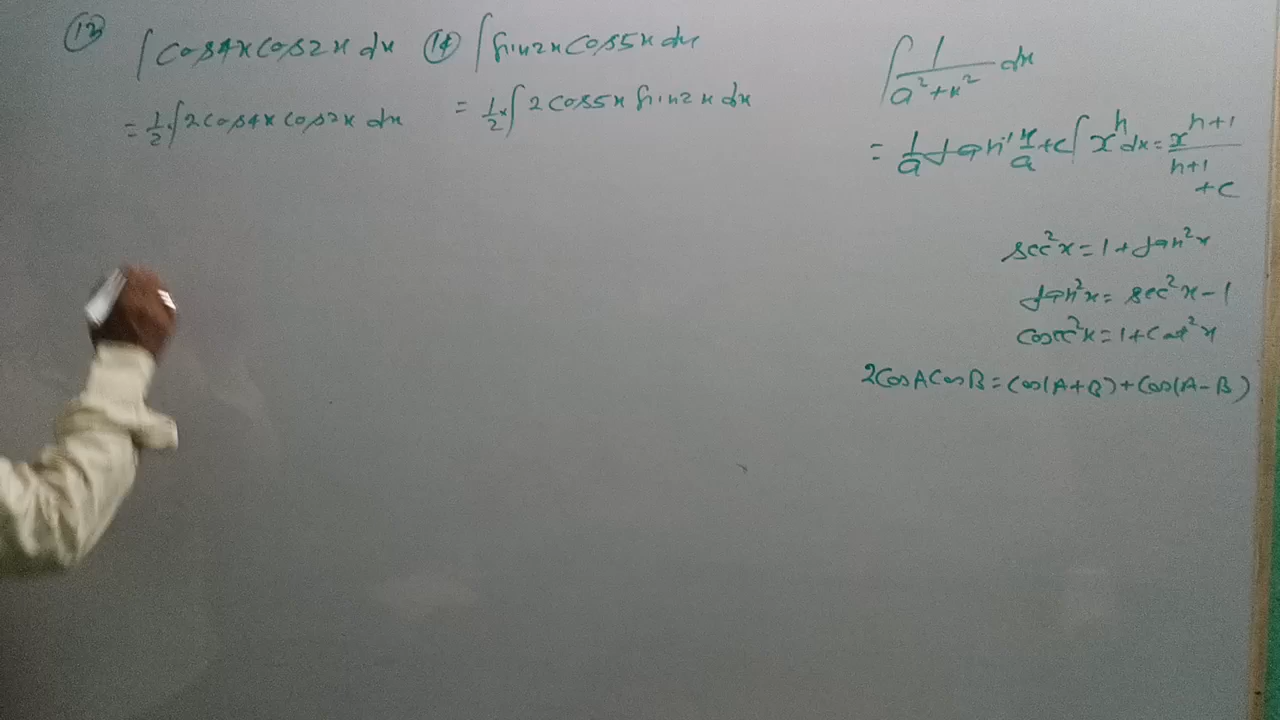 (13) ∫cos4x cos2x dx (14) ∫sin2x cos5x dx
= 1/2 ∫2cos4x cos2x dx = 1/2 ∫2cos5x sin2x dx
∫ 1/(a²+x²) dx
= 1/a tan⁻¹ x/a + c ∫xⁿ dx = xⁿ⁺¹/(n+1) + c
sec²x = 1 + tan²x
tan²x = sec²x - 1
cosec²x = 1 + cot²x
2cosA cosB = cos(A+B) + cos(A-B)